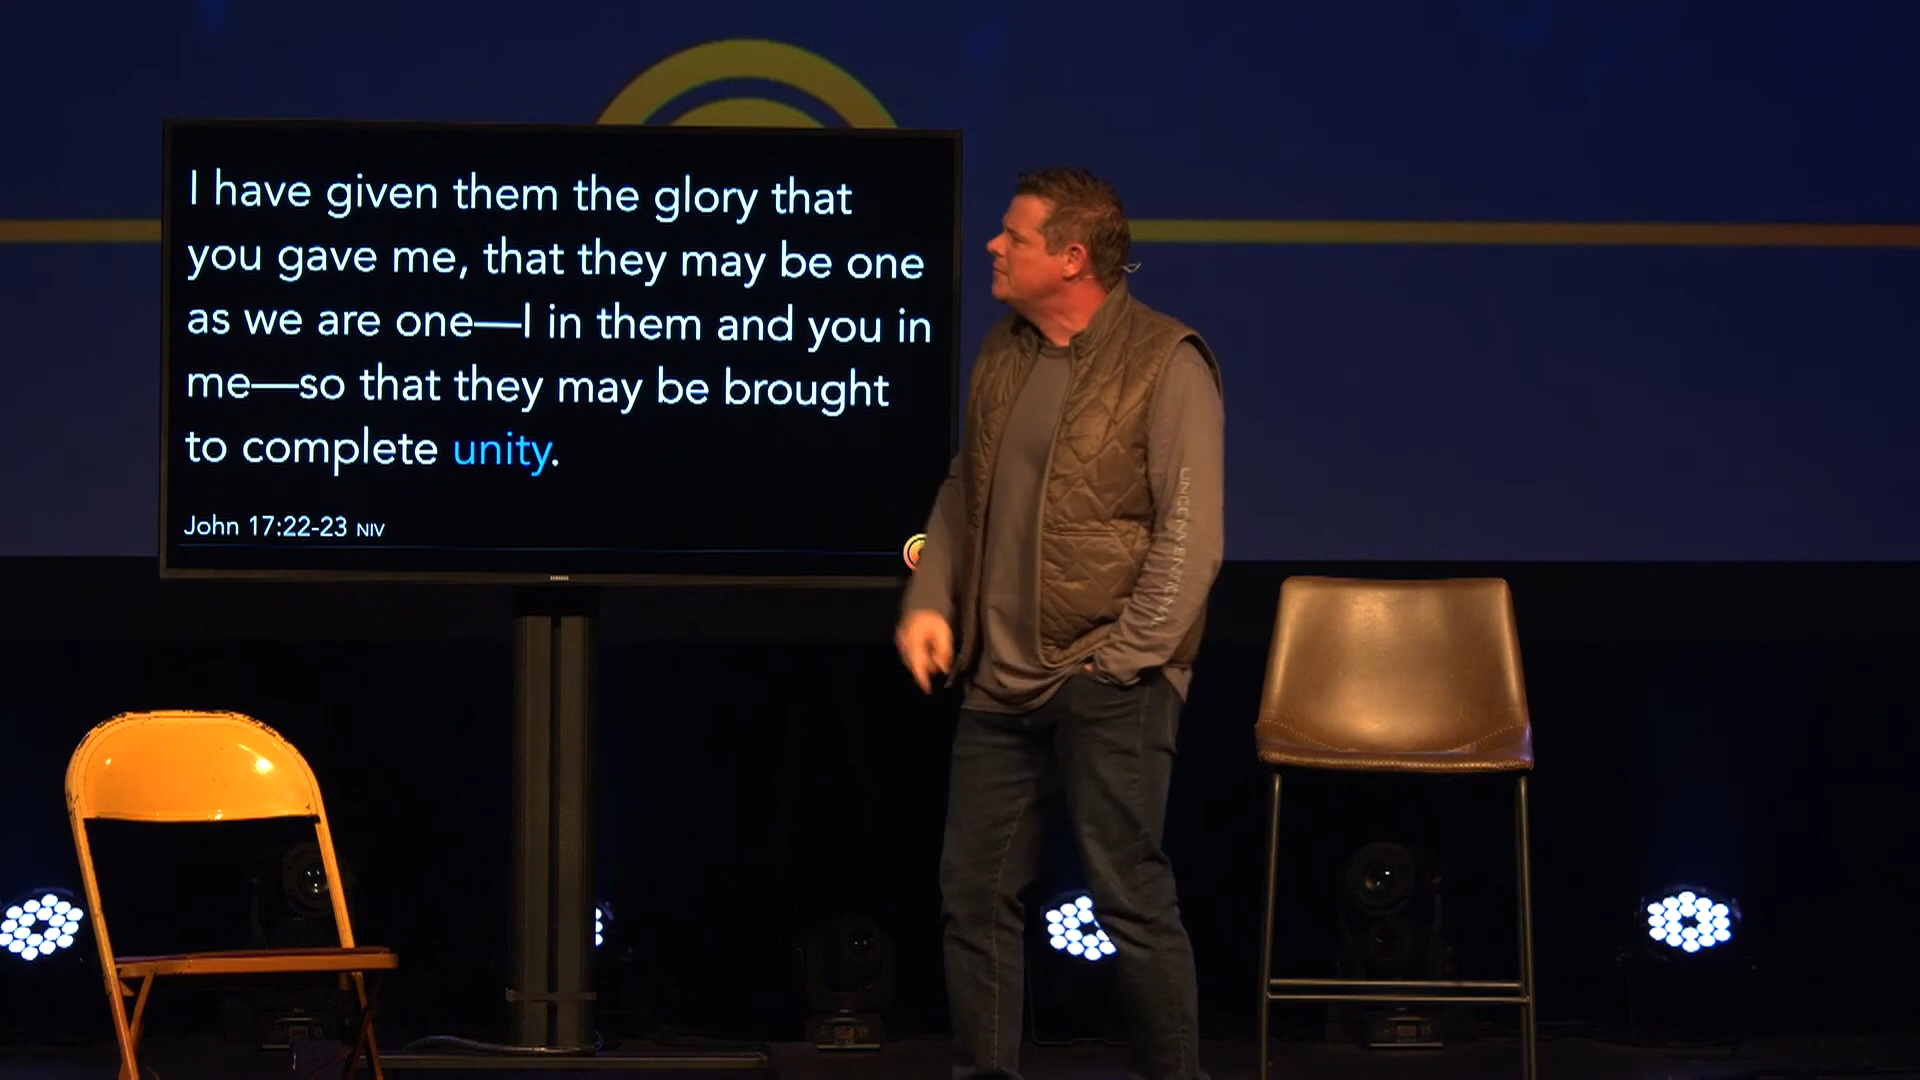 I have given them the glory that
you gave me, that they may be one
as we are one—I in them and you in
me—so that they may be brought
to complete unity.
John 17:22-23 NIV
SAMSUNG
UNCONVENTIONAL